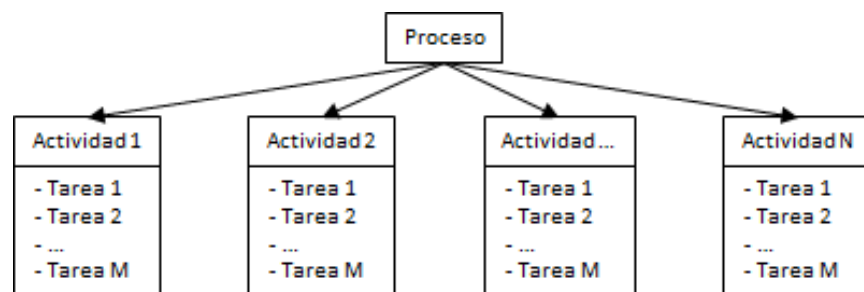 Proceso
Actividad 1
- Tarea 1
- Tarea 2
- ...
- Tarea M
Actividad 2
- Tarea 1
- Tarea 2
- ...
- Tarea M
Actividad ...
- Tarea 1
- Tarea 2
- ...
- Tarea M
Actividad N
- Tarea 1
- Tarea 2
- ...
- Tarea M